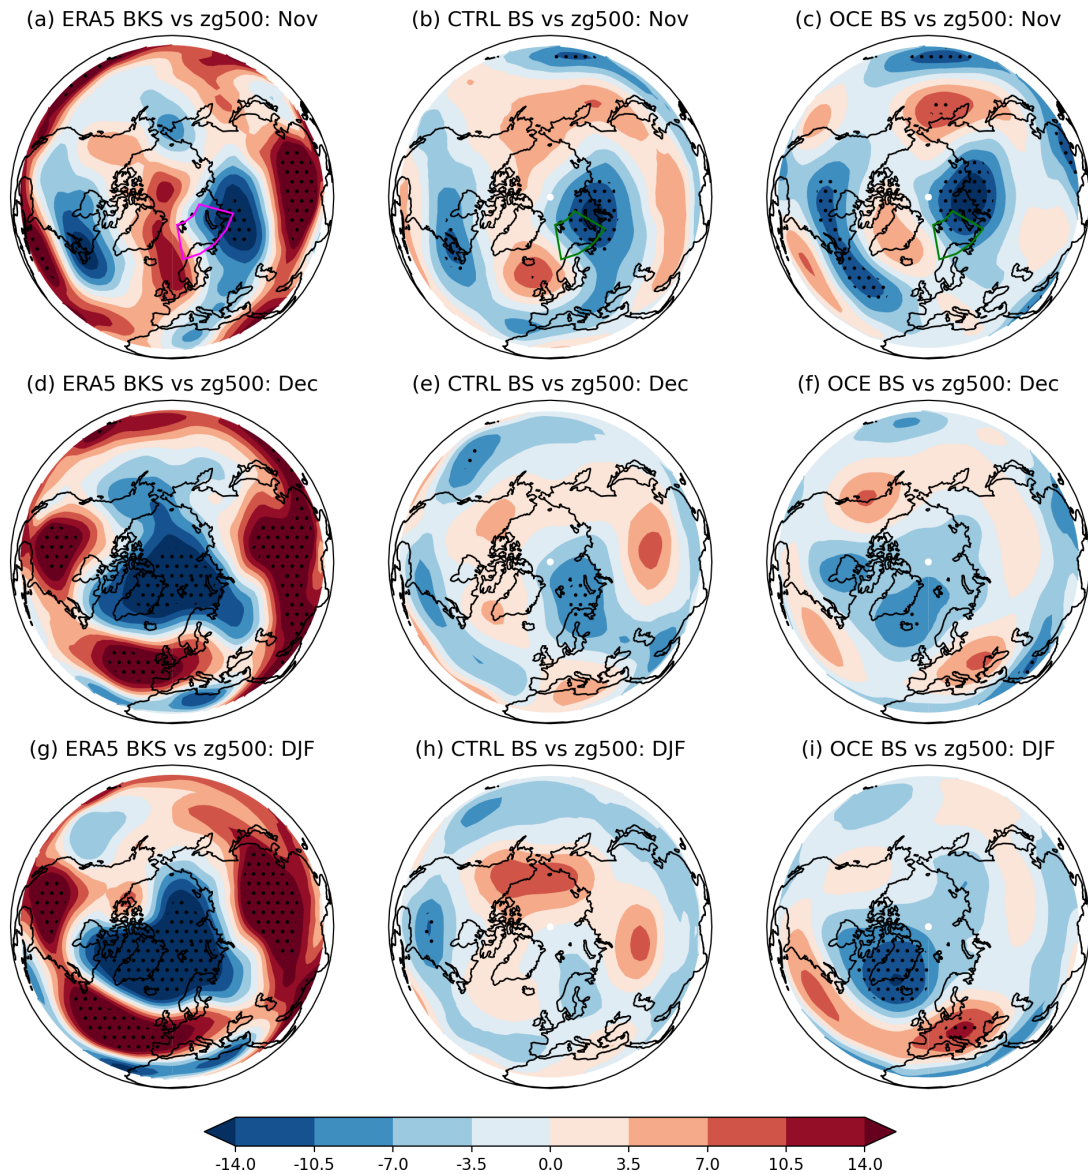 (a) ERA5 BKS vs zg500: Nov
(b) CTRL BS vs zg500: Nov
(c) OCE BS vs zg500: Nov
(d) ERA5 BKS vs zg500: Dec
(e) CTRL BS vs zg500: Dec
(f) OCE BS vs zg500: Dec
(g) ERA5 BKS vs zg500: DJF
(h) CTRL BS vs zg500: DJF
(i) OCE BS vs zg500: DJF
-14.0 -10.5 -7.0 -3.5 0.0 3.5 7.0 10.5 14.0